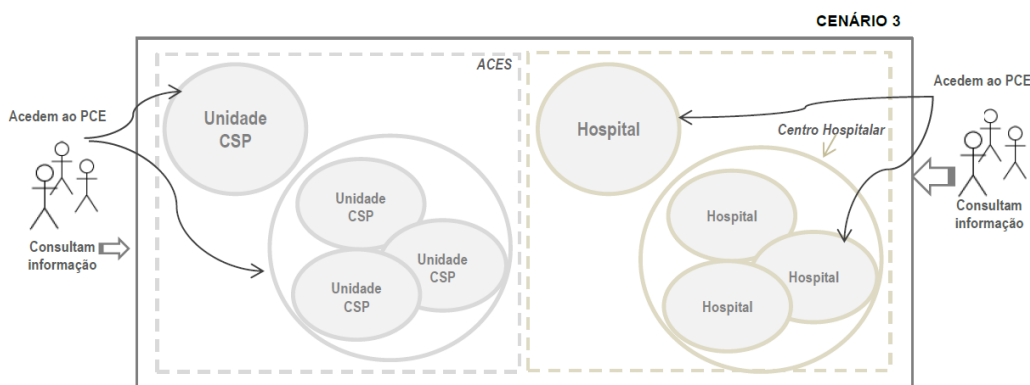 CENÁRIO 3
ACES
Acedem ao PCE
Unidade
CSP
Unidade
CSP
Unidade
CSP
Unidade
CSP
Consultam
informação
Hospital
Centro Hospitalar
Hospital
Hospital
Hospital
Acedem ao PCE
Consultam
informação